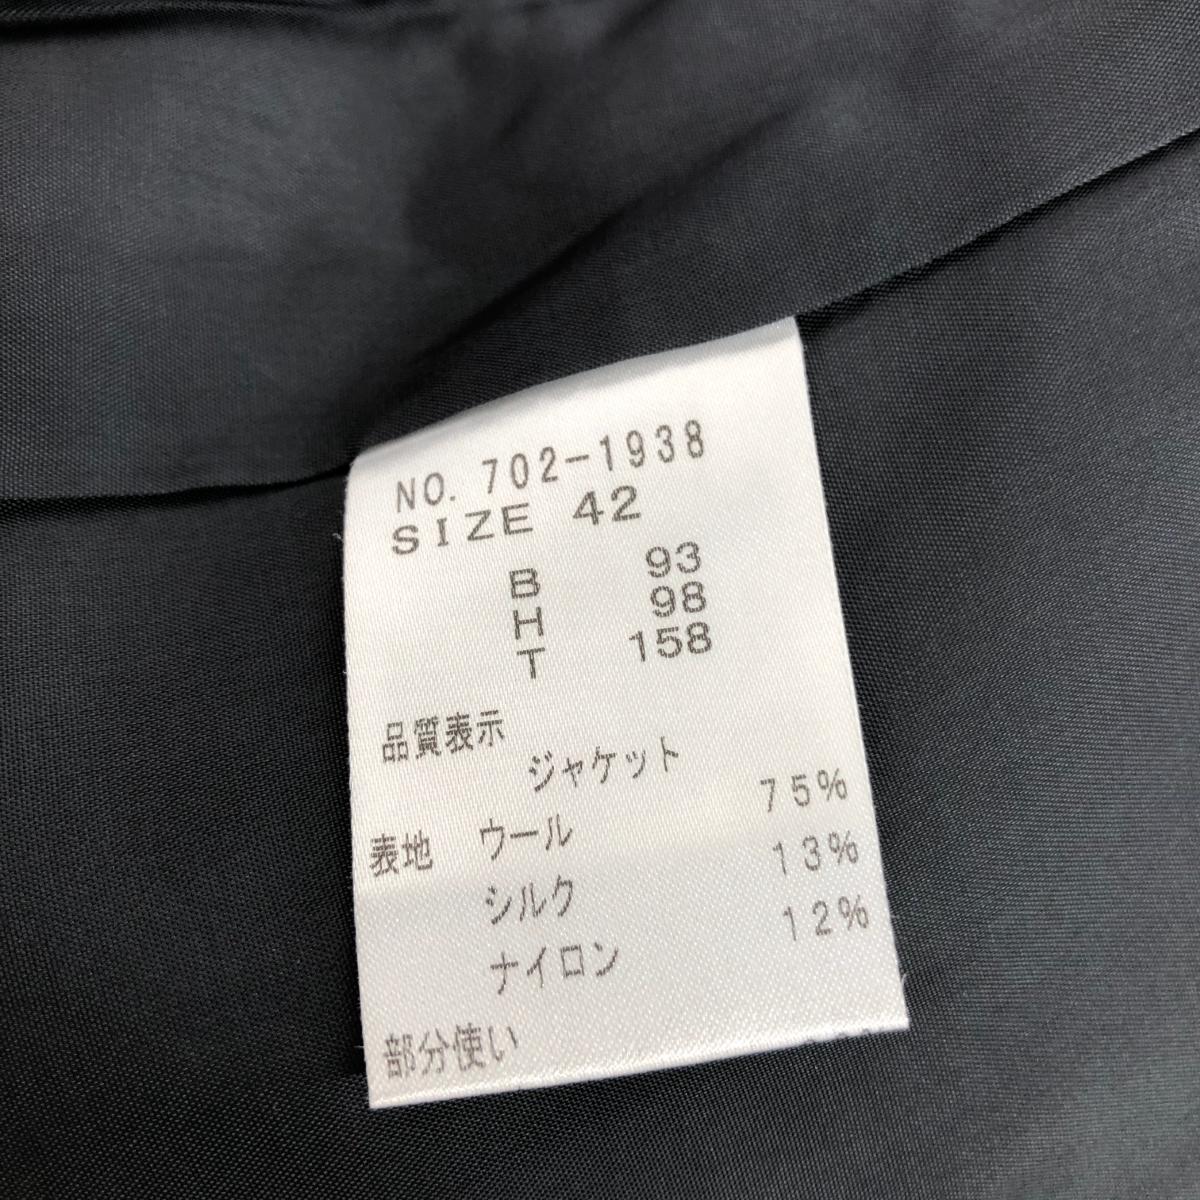 NO. 702-1938
SIZE 42
B 93
H 98
T 158
品質表示
ジャケット
表地 ウール 75%
シルク 13%
ナイロン 12%
部分使い